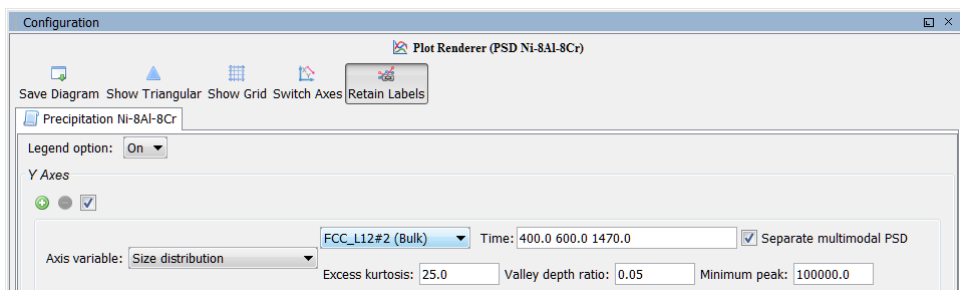 Configuration
Plot Renderer (PSD Ni-8Al-8Cr)
Save Diagram Show Triangular Show Grid Switch Axes Retain Labels
Precipitation Ni-8Al-8Cr
Legend option: On
Y Axes
FCC_L12#2 (Bulk) Time: 400.0 600.0 1470.0 Separate multimodal PSD
Axis variable: Size distribution
Excess kurtosis: 25.0 Valley depth ratio: 0.05 Minimum peak: 100000.0